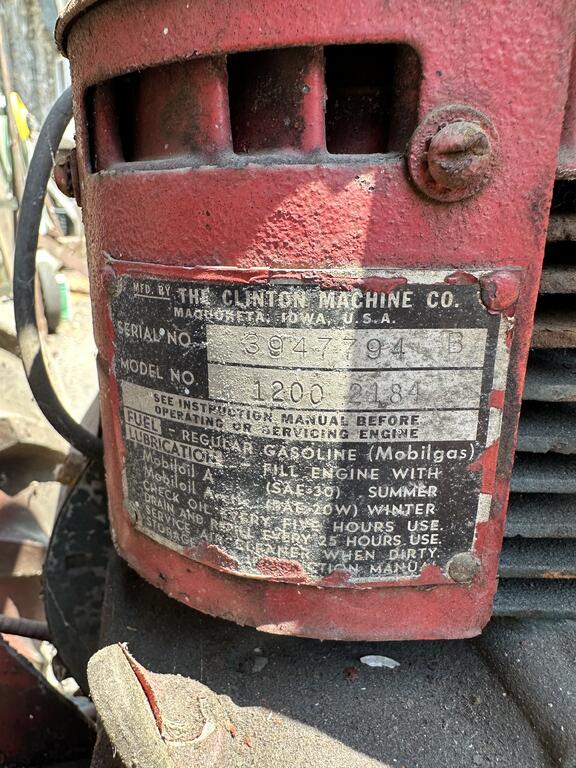 MFD. BY THE CLINTON MACHINE CO.
MAQUOKETA, IOWA, U.S.A.
SERIAL NO. 3947794 B
MODEL NO. 1200 2184
SEE INSTRUCTION MANUAL BEFORE
OPERATING OR SERVICING ENGINE
FUEL - REGULAR GASOLINE (Mobilgas)
LUBRICATION - FILL ENGINE WITH
Mobiloil A (SAE-30) SUMMER
Mobiloil (SAE-20W) WINTER
CHECK OIL EVERY FIVE HOURS USE.
DRAIN AND REFILL EVERY 25 HOURS USE.
SERVICE AIR CLEANER WHEN DIRTY.
STORAGE